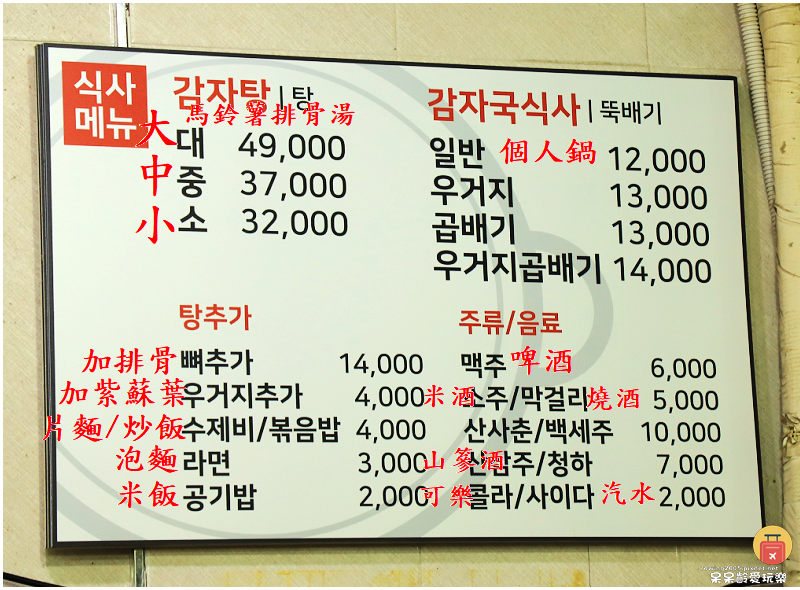 식사
메뉴
감자탕 | 탕
馬鈴薯排骨湯
大 대 49,000
中 중 37,000
小 소 32,000
감자국식사 | 뚝배기
일반 個人鍋 12,000
우거지 13,000
곱배기 13,000
우거지곱배기 14,000
탕추가
加排骨 뼈추가 14,000
加紫蘇葉 우거지추가 4,000
片麵/炒飯 수제비/볶음밥 4,000
泡麵 라면 3,000
米飯 공기밥 2,000
주류/음료
맥주 啤酒 6,000
米酒 소주/막걸리 燒酒 5,000
산사춘/백세주 10,000
山蔘酒 산삼주/청하 7,000
可樂 콜라/사이다 汽水 2,000
呆呆齡愛玩樂